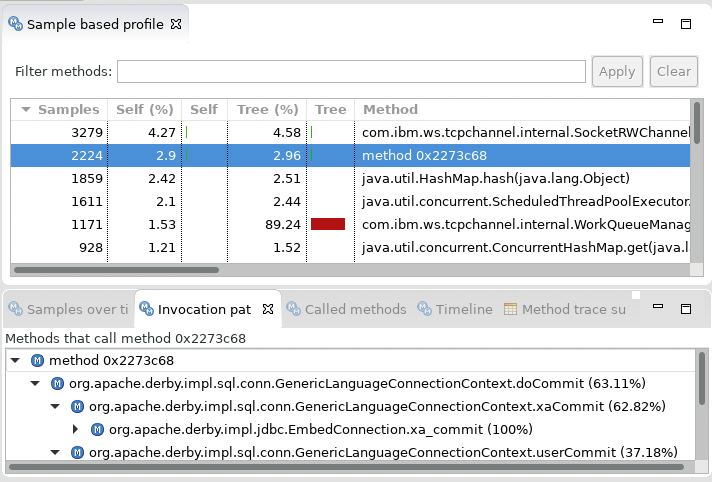 Sample based profile
Filter methods: Apply Clear
Samples Self (%) Self Tree (%) Tree Method
3279 4.27 4.58 com.ibm.ws.tcpchannel.internal.SocketRWChannel
2224 2.9 2.96 method 0x2273c68
1859 2.42 2.51 java.util.HashMap.hash(java.lang.Object)
1611 2.1 2.44 java.util.concurrent.ScheduledThreadPoolExecutor.
1171 1.53 89.24 com.ibm.ws.tcpchannel.internal.WorkQueueManag
928 1.21 1.52 java.util.concurrent.ConcurrentHashMap.get(java.l
Samples over ti Invocation pat Called methods Timeline Method trace su
Methods that call method 0x2273c68
method 0x2273c68
org.apache.derby.impl.sql.conn.GenericLanguageConnectionContext.doCommit (63.11%)
org.apache.derby.impl.sql.conn.GenericLanguageConnectionContext.xaCommit (62.82%)
org.apache.derby.impl.jdbc.EmbedConnection.xa_commit (100%)
org.apache.derby.impl.sql.conn.GenericLanguageConnectionContext.userCommit (37.18%)